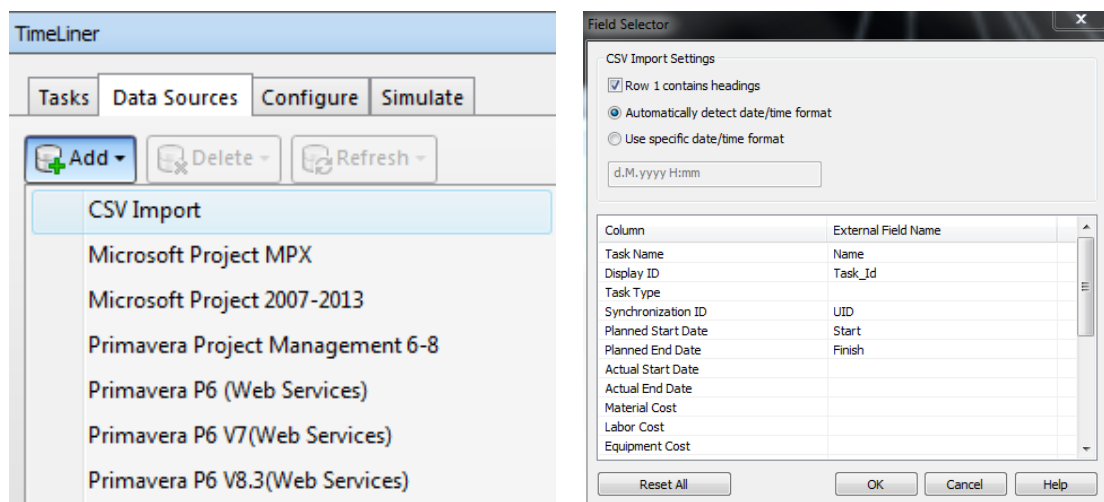 TimeLiner
Tasks Data Sources Configure Simulate
Add Delete Refresh
CSV Import
Microsoft Project MPX
Microsoft Project 2007-2013
Primavera Project Management 6-8
Primavera P6 (Web Services)
Primavera P6 V7(Web Services)
Primavera P6 V8.3(Web Services)
Field Selector
x
CSV Import Settings
Row 1 contains headings
Automatically detect date/time format
Use specific date/time format
d.M.yyyy H:mm
Column External Field Name
Task Name Name
Display ID Task_Id
Task Type
Synchronization ID UID
Planned Start Date Start
Planned End Date Finish
Actual Start Date
Actual End Date
Material Cost
Labor Cost
Equipment Cost
Reset All OK Cancel Help